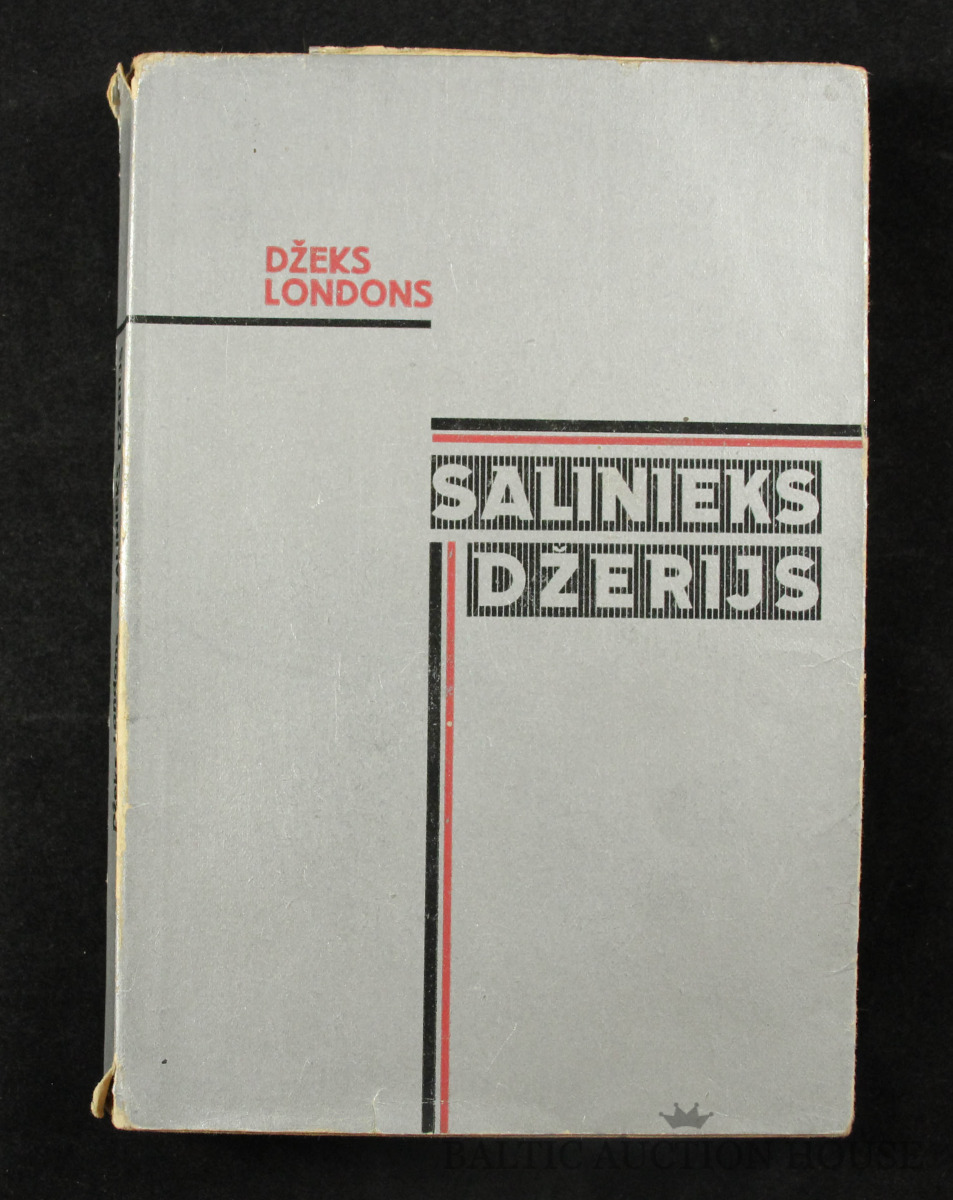 DŽEKS
LONDONS
SALINIEKS
DŽERIJS
BALTIC AUCTION HOUSE